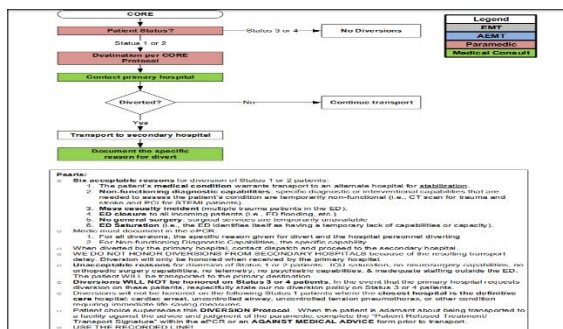 CORE
Legend
EMT
AEMT
Paramedic
Medical Consult
Patient Status?
Status 3 or 4
No Diversions
Status 1 or 2
Destination per CORE
Protocol
Contact primary hospital
Diverted?
No
Continue transport
Yes
Transport to secondary hospital
Document the specific
reason for divert
Pearls:
Six acceptable reasons for diversion of Status 1 or 2 patients:
1. The patient's medical condition warrants transport to an alternate hospital for stabilization.
2. Non-functioning diagnostic capabilities: specific diagnostic or interventional capabilities that are
needed to assess the patient's condition are temporarily non-functional (i.e., CT scan for trauma and
stroke and PCI for STEMI patients)
3. Mass casualty incident (multiple trauma patients in the ED).
4. ED closure to all incoming patients (i.e., ED flooding, etc.)
5. No general surgery: surgical services are temporarily unavailable
6. ED Saturation (i.e., the ED identifies itself as having a temporary lack of capabilities or capacity).
Medic must document in the ePCR:
1. For all diversions, the specific reason given for divert and the hospital personnel diverting
2. For Non-functioning Diagnostic Capabilities, the specific capability
When diverted by the primary hospital, contact dispatch and proceed to the secondary hospital.
WE DO NOT HONOR DIVERSIONS FROM SECONDARY HOSPITALS because of the resulting transport
delay. Diversion will only be honored when received by the primary hospital.
Unacceptable reasons for diversion of Status 1 or 2 patients: ICU saturation, no neurosurgery capabilities, no
orthopedic surgery capabilities, no telemetry, no psychiatric capabilities, & inadequate staffing outside the ED.
The patient will be transported to the primary destination.
Diversions WILL NOT be honored on Status 3 or 4 patients. In the event that the primary hospital requests
diversion on these patients, respectfully state our no diversion policy on Status 3 or 4 patients.
Diversions will not be honored on the following Status 1 patients where the closest hospital is the definitive
care hospital: cardiac arrest, uncontrolled airway, uncontrolled tension pneumothorax, or other condition
requiring immediate life saving measures.
Patient choice supersedes this DIVERSION Protocol. When the patient is adamant about being transported to
a facility against the advice and judgment of the paramedic, complete the "Patient Refused Treatment/
Transport Signature" in the ePCR or an AGAINST MEDICAL ADVICE form prior to transport.
USE THE RECORDED LINE!